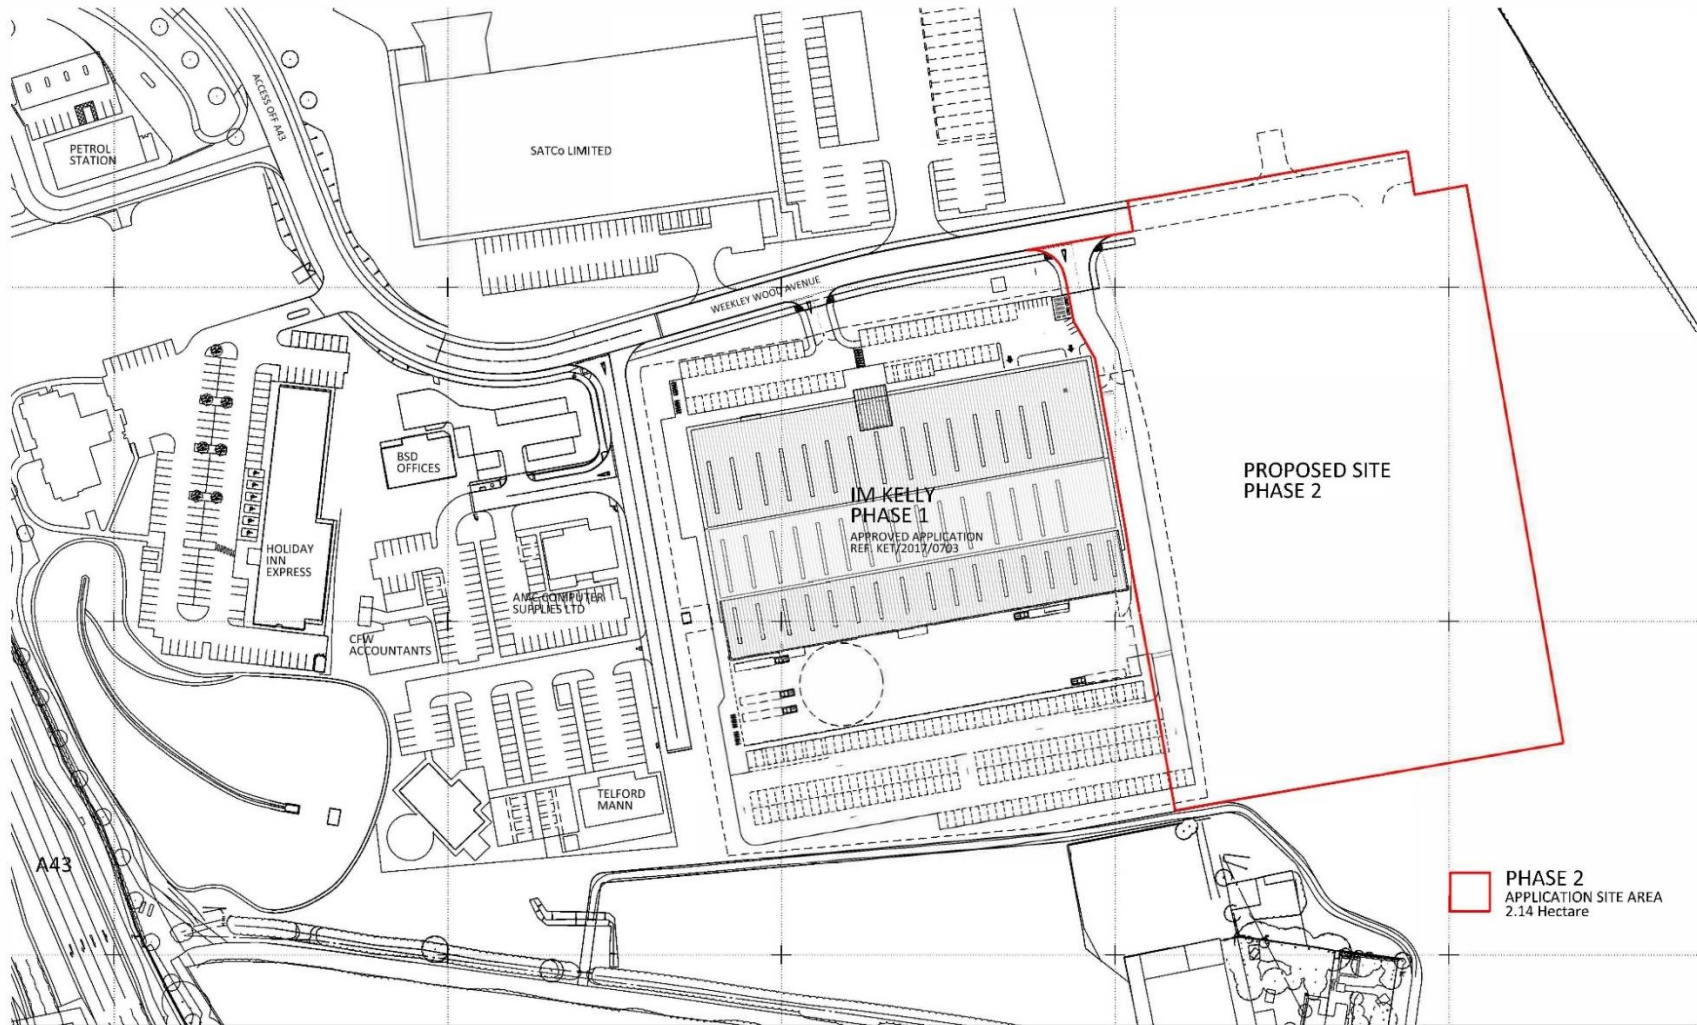 ACCESS OFF A43
PETROL
STATION
SATCo LIMITED
WEEKLEY WOOD AVENUE
BSD
OFFICES
HOLIDAY
INN
EXPRESS
AMC COMPUTER
SUPPLIES LTD
CFW
ACCOUNTANTS
IM KELLY
PHASE 1
APPROVED APPLICATION
REF. KET/2017/0703
PROPOSED SITE
PHASE 2
TELFORD
MANN
A43
PHASE 2
APPLICATION SITE AREA
2.14 Hectare